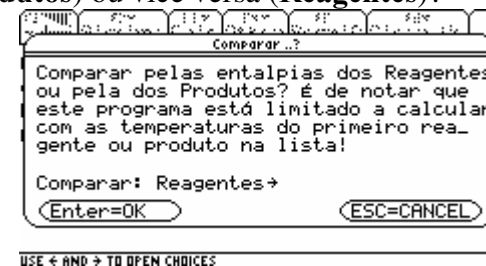 dutos) ou vice versa (Reagentes).
Comparar ..?
Comparar pelas entalpias dos Reagentes
ou pela dos Produtos? É de notar que
este programa está limitado a calcular
com as temperaturas do primeiro rea_
gente ou produto na lista!
Comparar: Reagentes→
Enter=OK
ESC=CANCEL
USE ← AND → TO OPEN CHOICES